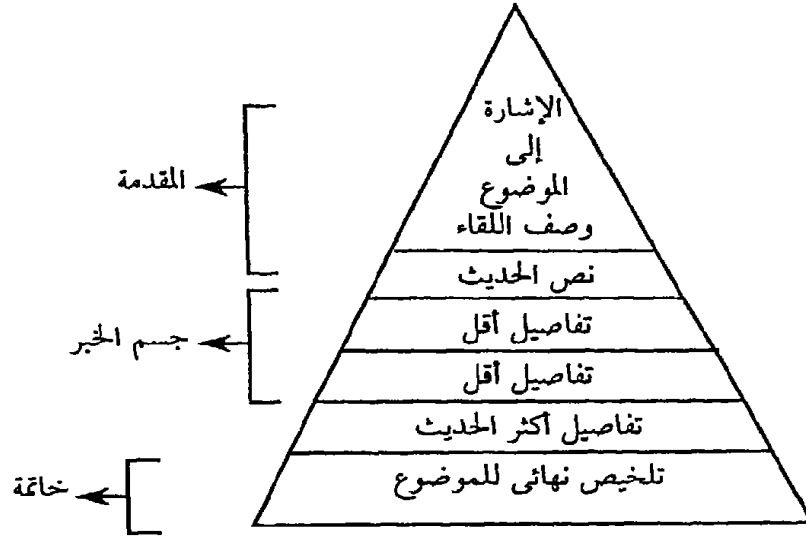 الإشارة
إلى
الموضوع
وصف اللقاء
المقدمة
نص الحديث
تفاصيل أقل
جسم الخبر
تفاصيل أقل
تفاصيل أكثر الحديث
تلخيص نهائى للموضوع
خاتمة